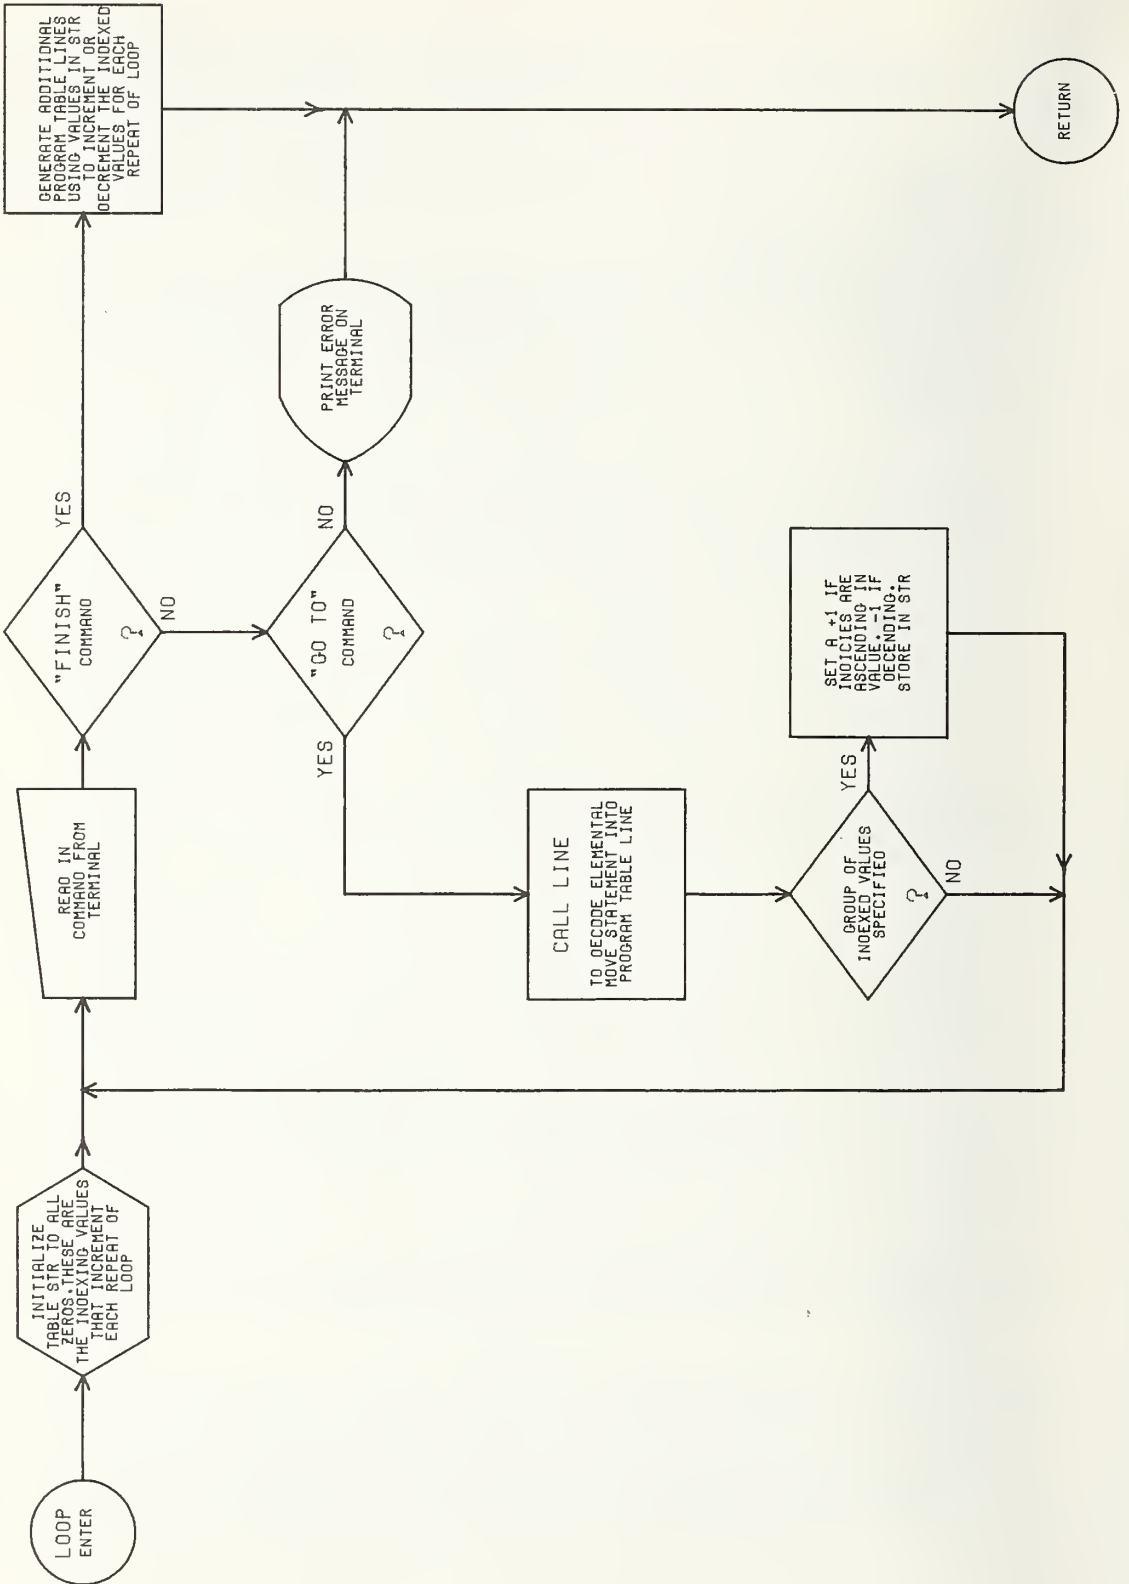 LOOP
ENTER
INITIALIZE
TABLE STR TO ALL
ZEROS.THESE ARE
THE INDEXING VALUES
THAT INCREMENT
EACH REPEAT OF
LOOP
READ IN
COMMAND FROM
TERMINAL
"FINISH"
COMMAND
?
YES
NO
GENERATE ADDITIONAL
PROGRAM TABLE LINES
USING VALUES IN STR
TO INCREMENT OR
DECREMENT THE INDEXED
VALUES FOR EACH
REPEAT OF LOOP
"GO TO"
COMMAND
?
YES
NO
PRINT ERROR
MESSAGE ON
TERMINAL
CALL LINE
TO DECODE ELEMENTAL
MOVE STATEMENT INTO
PROGRAM TABLE LINE
GROUP OF
INDEXED VALUES
SPECIFIED
?
YES
NO
SET A +1 IF
INDICIES ARE
ASCENDING IN
VALUE. -1 IF
DECENDING.
STORE IN STR
RETURN